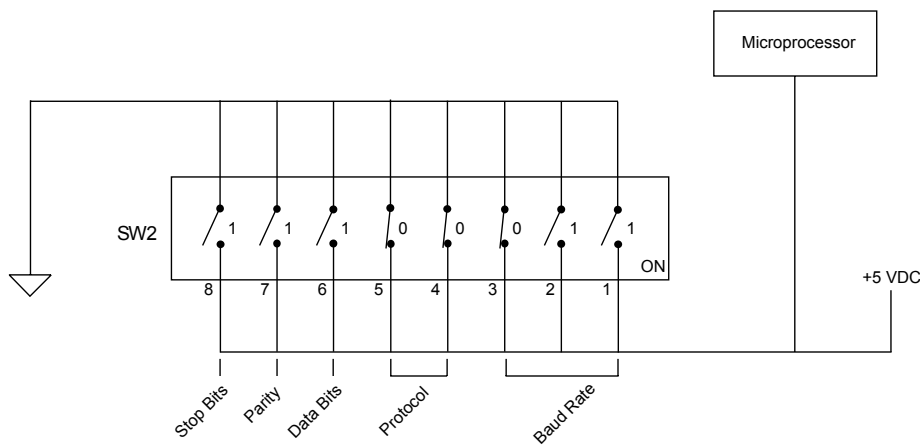 Microprocessor
SW2
1 1 1 0 0 0 1 1
ON
8 7 6 5 4 3 2 1
+5 VDC
Stop Bits
Parity
Data Bits
Protocol
Baud Rate